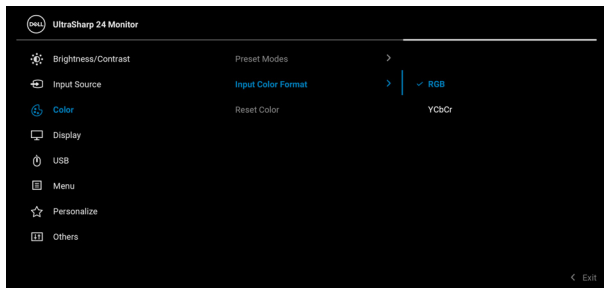 DELL UltraSharp 24 Monitor
Brightness/Contrast Preset Modes >
Input Source Input Color Format > ✓ RGB
Color Reset Color YCbCr
Display
USB
Menu
Personalize
Others
< Exit